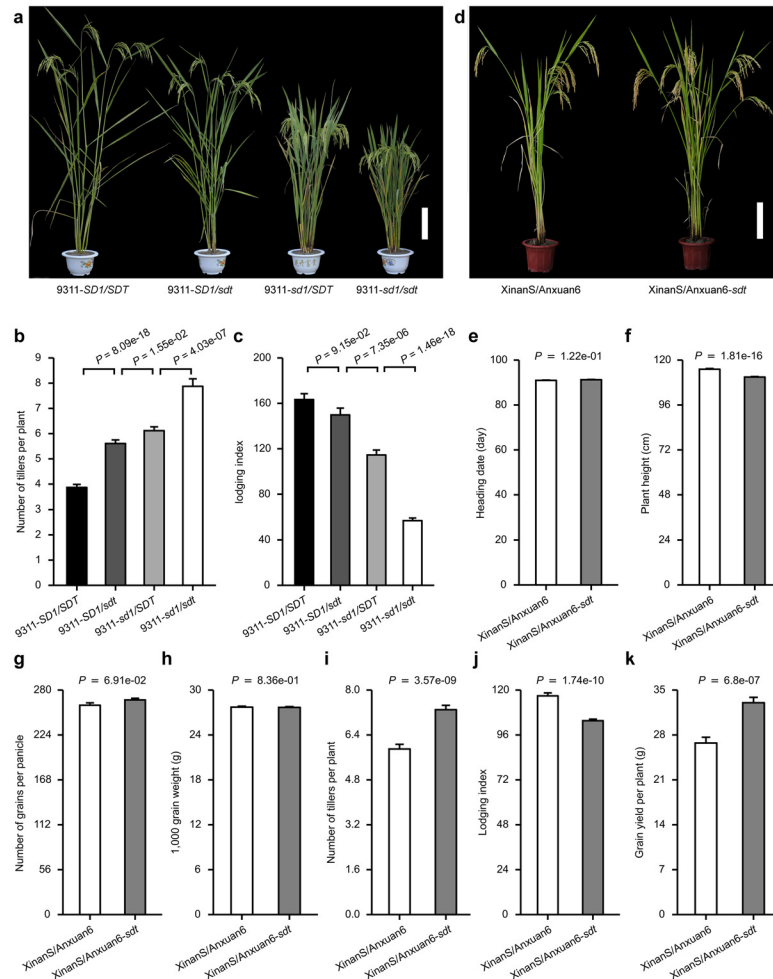 a
d
9311-SD1/SDT
9311-SD1/sdt
9311-sd1/SDT
9311-sd1/sdt
XinanS/Anxuan6
XinanS/Anxuan6-sdt
b
P = 8.09e-18
P = 1.55e-02
P = 4.03e-07
Number of tillers per plant
9
8
7
6
5
4
3
2
1
0
9311-SD1/SDT
9311-SD1/sdt
9311-sd1/SDT
9311-sd1/sdt
c
P = 9.15e-02
P = 7.35e-06
P = 1.46e-18
lodging index
200
160
120
80
40
0
9311-SD1/SDT
9311-SD1/sdt
9311-sd1/SDT
9311-sd1/sdt
e
P = 1.22e-01
Heading date (day)
100
80
60
40
20
0
XinanS/Anxuan6
XinanS/Anxuan6-sdt
f
P = 1.81e-16
Plant height (cm)
120
96
72
48
24
0
XinanS/Anxuan6
XinanS/Anxuan6-sdt
g
P = 6.91e-02
Number of grains per panicle
280
224
168
112
56
0
XinanS/Anxuan6
XinanS/Anxuan6-sdt
h
P = 8.36e-01
1,000 grain weight (g)
30
24
18
12
6
0
XinanS/Anxuan6
XinanS/Anxuan6-sdt
i
P = 3.57e-09
Number of tillers per plant
8.0
6.4
4.8
3.2
1.6
0.0
XinanS/Anxuan6
XinanS/Anxuan6-sdt
j
P = 1.74e-10
Lodging index
120
96
72
48
24
0
XinanS/Anxuan6
XinanS/Anxuan6-sdt
k
P = 6.8e-07
Grain yield per plant (g)
35
28
21
14
7
0
XinanS/Anxuan6
XinanS/Anxuan6-sdt